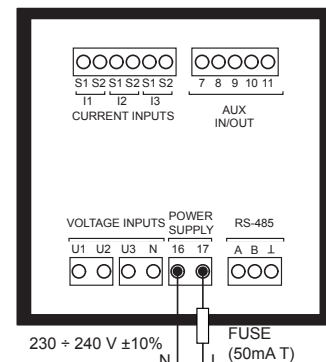 S1 S2 S1 S2 S1 S2
I1 I2 I3
CURRENT INPUTS
7 8 9 10 11
AUX
IN/OUT
VOLTAGE INPUTS
POWER
SUPPLY
RS-485
U1 U2 U3 N 16 17 A B ⊥
230 ÷ 240 V ±10%
N L
FUSE
(50mA T)